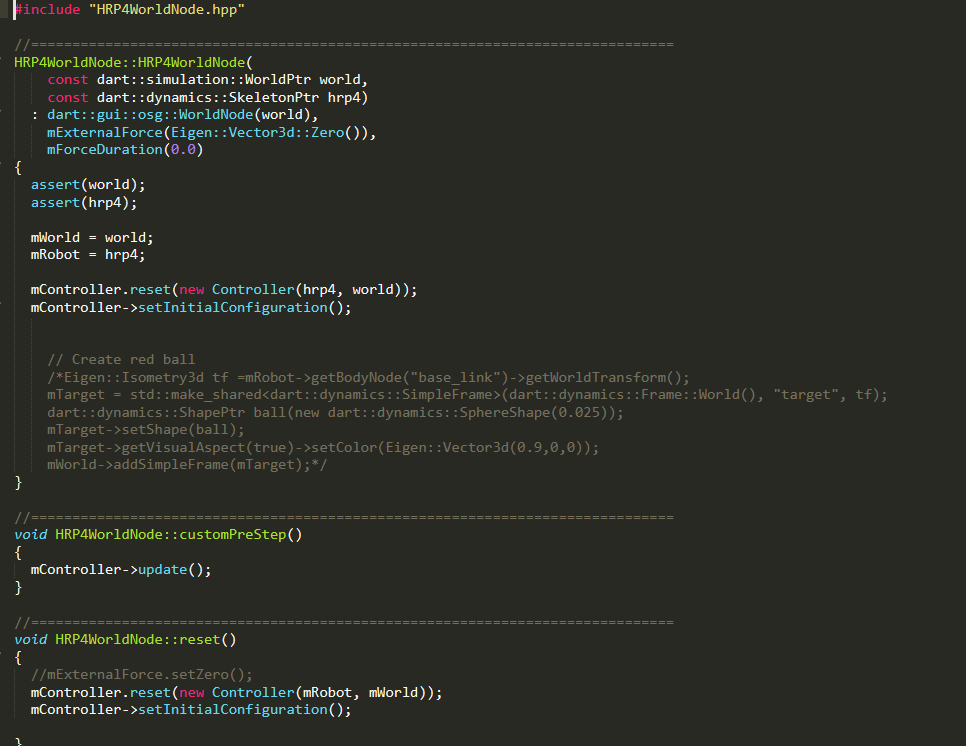 #include "HRP4WorldNode.hpp"
//==============================================================================
HRP4WorldNode::HRP4WorldNode(
const dart::simulation::WorldPtr world,
const dart::dynamics::SkeletonPtr hrp4)
: dart::gui::osg::WorldNode(world),
mExternalForce(Eigen::Vector3d::Zero()),
mForceDuration(0.0)
{
assert(world);
assert(hrp4);
mWorld = world;
mRobot = hrp4;
mController.reset(new Controller(hrp4, world));
mController->setInitialConfiguration();
// Create red ball
/*Eigen::Isometry3d tf =mRobot->getBodyNode("base_link")->getWorldTransform();
mTarget = std::make_shared<dart::dynamics::SimpleFrame>(dart::dynamics::Frame::World(), "target", tf);
dart::dynamics::ShapePtr ball(new dart::dynamics::SphereShape(0.025));
mTarget->setShape(ball);
mTarget->getVisualAspect(true)->setColor(Eigen::Vector3d(0.9,0,0));
mWorld->addSimpleFrame(mTarget);*/
}
//==============================================================================
void HRP4WorldNode::customPreStep()
{
mController->update();
}
//==============================================================================
void HRP4WorldNode::reset()
{
//mExternalForce.setZero();
mController.reset(new Controller(mRobot, mWorld));
mController->setInitialConfiguration();
}